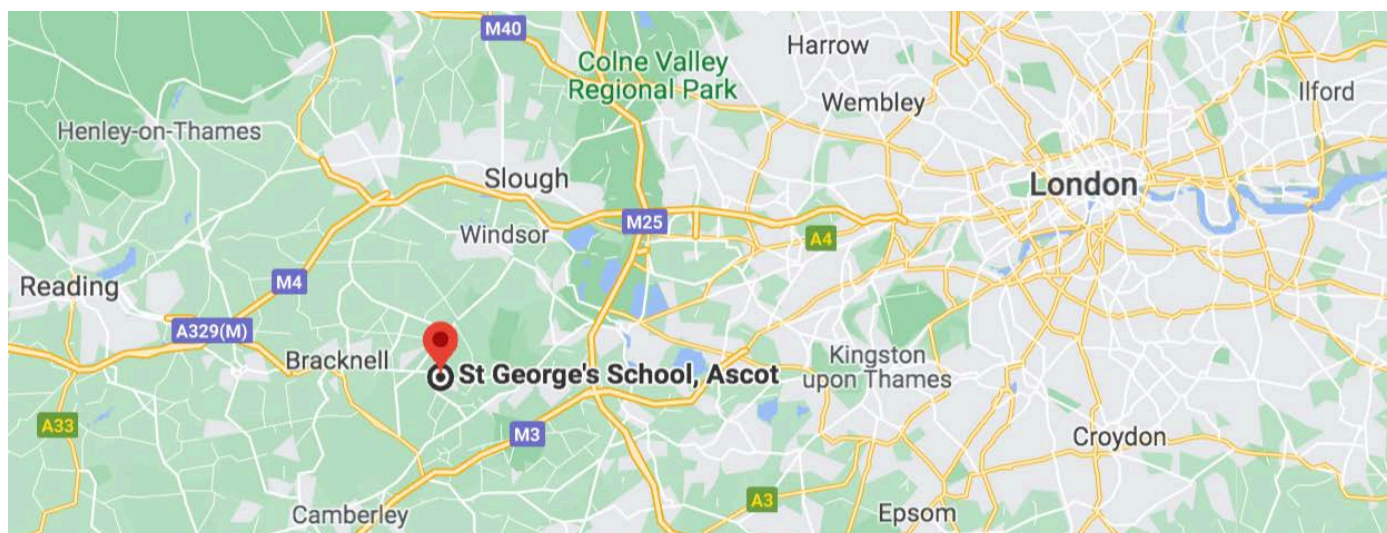 M40
Harrow
Colne Valley
Regional Park
Wembley
Ilford
Henley-on-Thames
Slough
London
M25
Windsor
A4
M4
Reading
A329(M)
Bracknell
Kingston
upon Thames
St George's School, Ascot
A33
M3
Croydon
A3
Camberley
Epsom